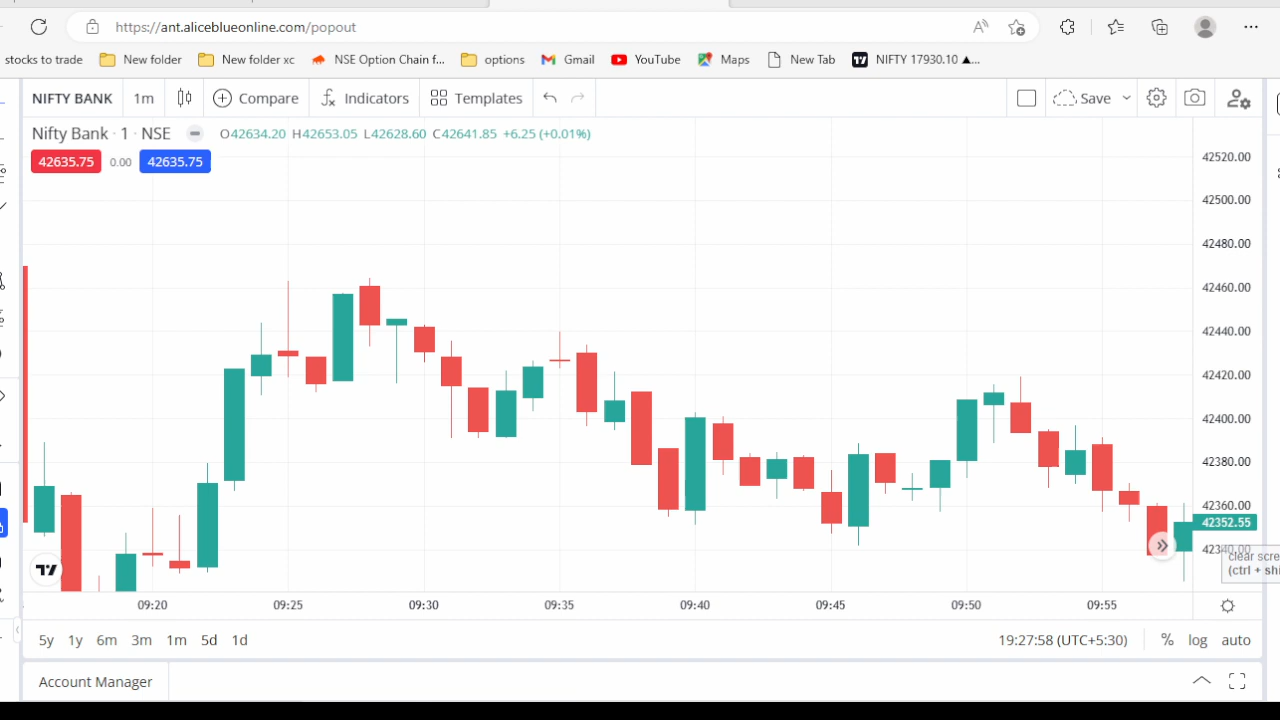 https://ant.aliceblueonline.com/popout
stocks to trade New folder New folder xc NSE Option Chain f... options Gmail YouTube Maps New Tab NIFTY 17930.10 ▲...
NIFTY BANK 1m Compare Indicators Templates Save
Nifty Bank · 1 · NSE O42634.20 H42653.05 L42628.60 C42641.85 +6.25 (+0.01%)
42635.75 0.00 42635.75
42520.00
42500.00
42480.00
42460.00
42440.00
42420.00
42400.00
42380.00
42360.00
42352.55
42340.00
clear scre
(ctrl + shi
09:20 09:25 09:30 09:35 09:40 09:45 09:50 09:55
5y 1y 6m 3m 1m 5d 1d 19:27:58 (UTC+5:30) % log auto
Account Manager